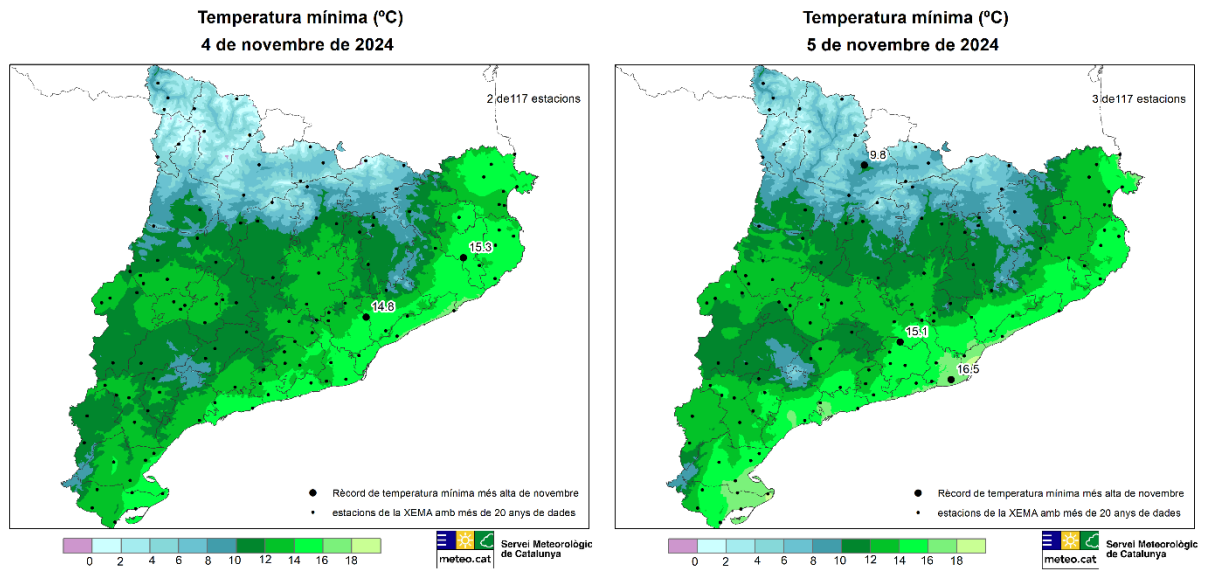 Temperatura mínima (ºC)
4 de novembre de 2024
2 de117 estacions
15.3
14.8
Rècord de temperatura mínima més alta de novembre
estacions de la XEMA amb més de 20 anys de dades
0 2 4 6 8 10 12 14 16 18
meteo.cat
Servei Meteorològic
de Catalunya
Temperatura mínima (ºC)
5 de novembre de 2024
3 de117 estacions
9.8
15.1
16.5
Rècord de temperatura mínima més alta de novembre
estacions de la XEMA amb més de 20 anys de dades
0 2 4 6 8 10 12 14 16 18
meteo.cat
Servei Meteorològic
de Catalunya